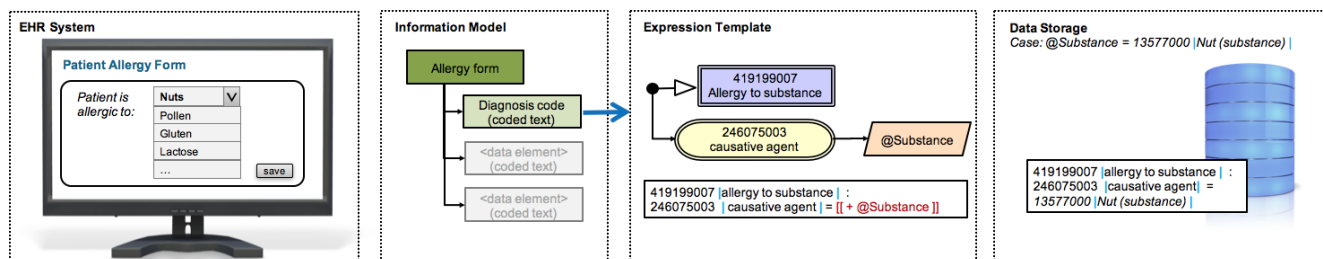 EHR System
Patient Allergy Form
Patient is
allergic to:
Nuts
Pollen
Gluten
Lactose
...
save
Information Model
Allergy form
Diagnosis code
(coded text)
<data element>
(coded text)
<data element>
(coded text)
Expression Template
419199007
Allergy to substance
246075003
causative agent
@Substance
419199007 |allergy to substance | :
246075003 | causative agent | = [[ + @Substance ]]
Data Storage
Case: @Substance = 13577000 |Nut (substance) |
419199007 |allergy to substance | :
246075003 |causative agent| =
13577000 |Nut (substance) |